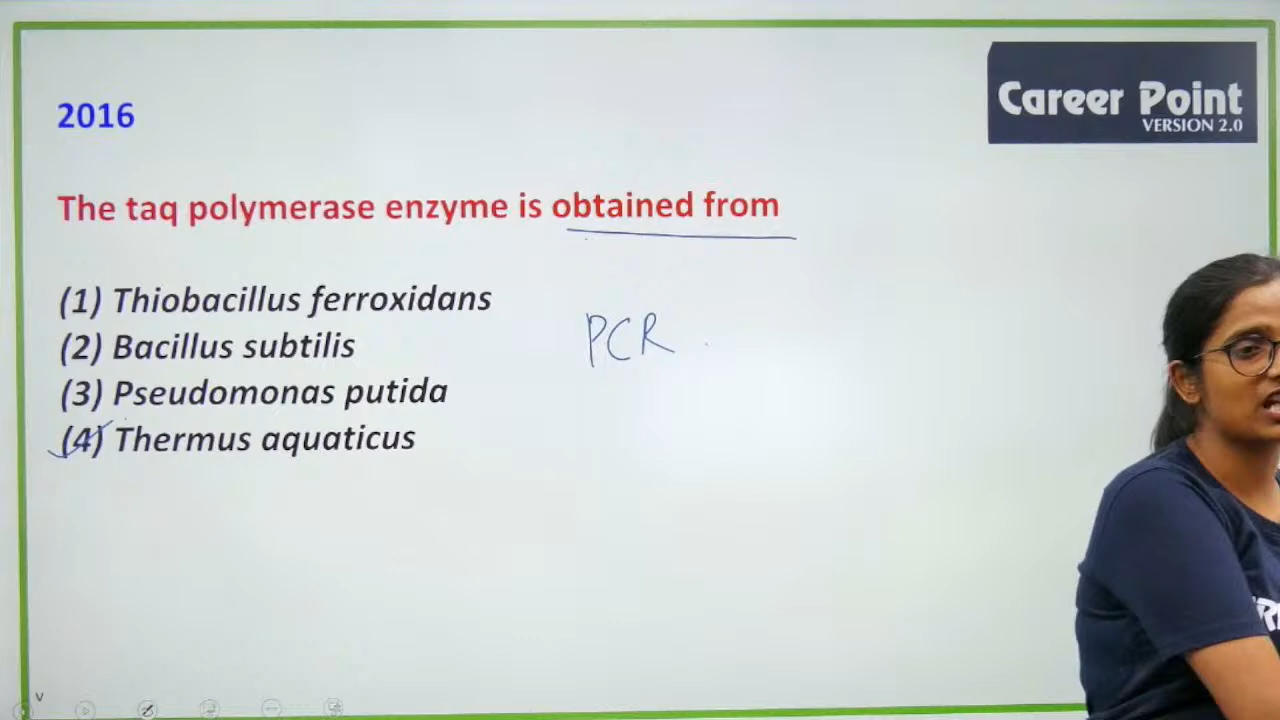 Career Point
VERSION 2.0
2016
The taq polymerase enzyme is obtained from
(1) Thiobacillus ferroxidans
(2) Bacillus subtilis
(3) Pseudomonas putida
(4) Thermus aquaticus
PCR